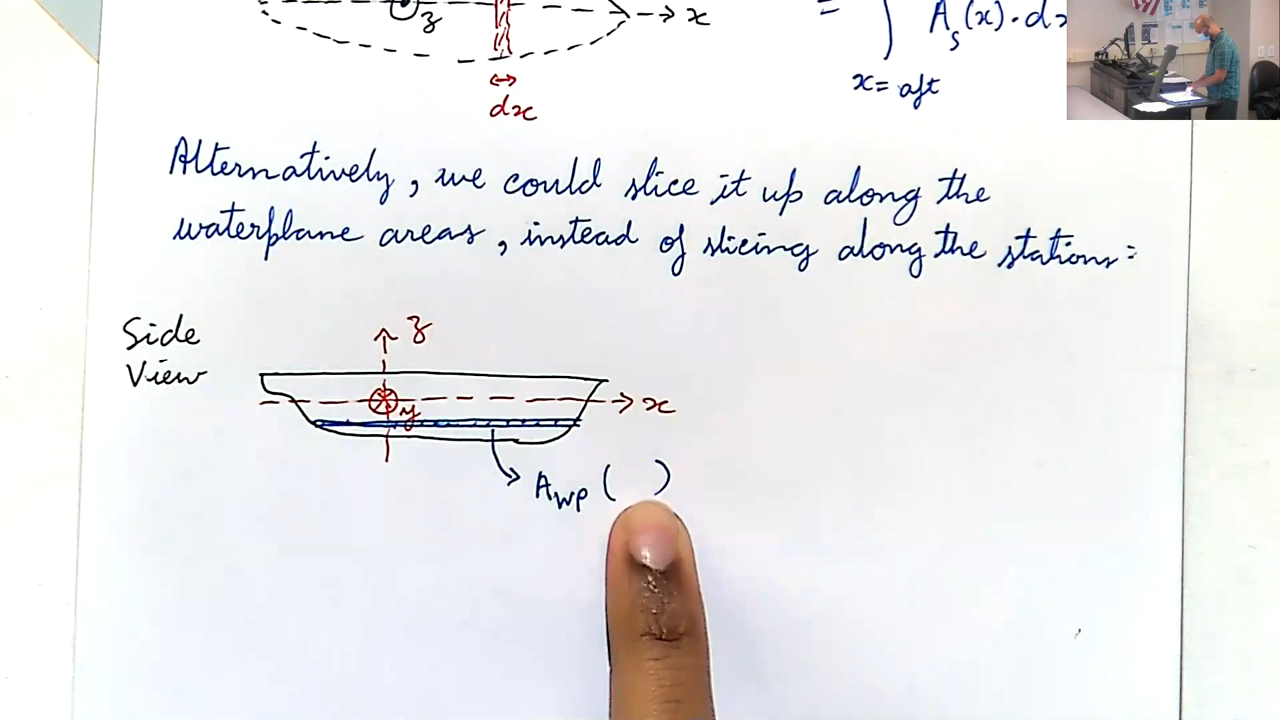 z
x
dx
= ∫ A_s(x)·dx
x = aft
Alternatively, we could slice it up along the
waterplane areas, instead of slicing along the stations:
Side
View
z
y
x
A_WP ( )